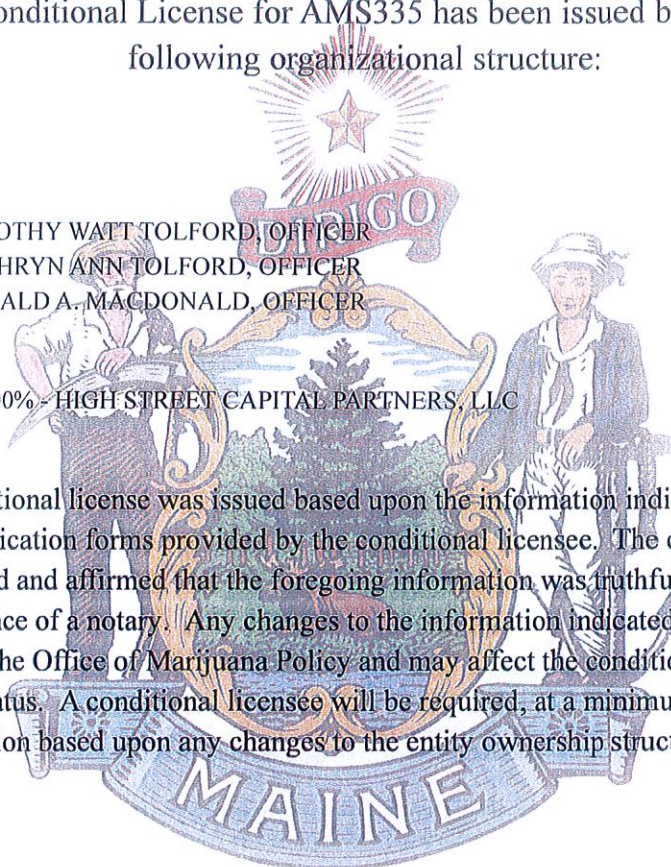 onditional License for AMS335 has been issued b
following organizational structure:
DIRIGO
OTHY WATT TOLFORD, OFFICER
HRYN ANN TOLFORD, OFFICER
ALD A. MACDONALD, OFFICER
0% - HIGH STREET CAPITAL PARTNERS, LLC
tional license was issued based upon the information indi
ication forms provided by the conditional licensee. The c
d and affirmed that the foregoing information was truthfu
nce of a notary. Any changes to the information indicated
he Office of Marijuana Policy and may affect the conditio
tus. A conditional licensee will be required, at a minimu
ion based upon any changes to the entity ownership struct
MAINE